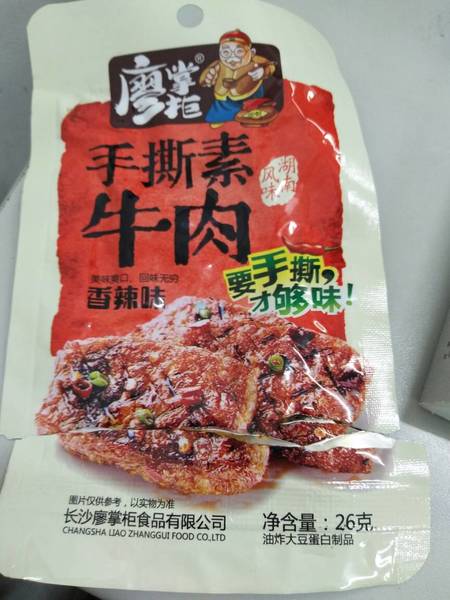 廖掌柜®
手撕素
牛肉
湖南
风味
美味爽口，回味无穷
香辣味
要手撕，
才够味！
图片仅供参考，以实物为准
长沙廖掌柜食品有限公司
CHANGSHA LIAO ZHANGGUI FOOD CO.,LTD
净含量：26克
油炸大豆蛋白制品